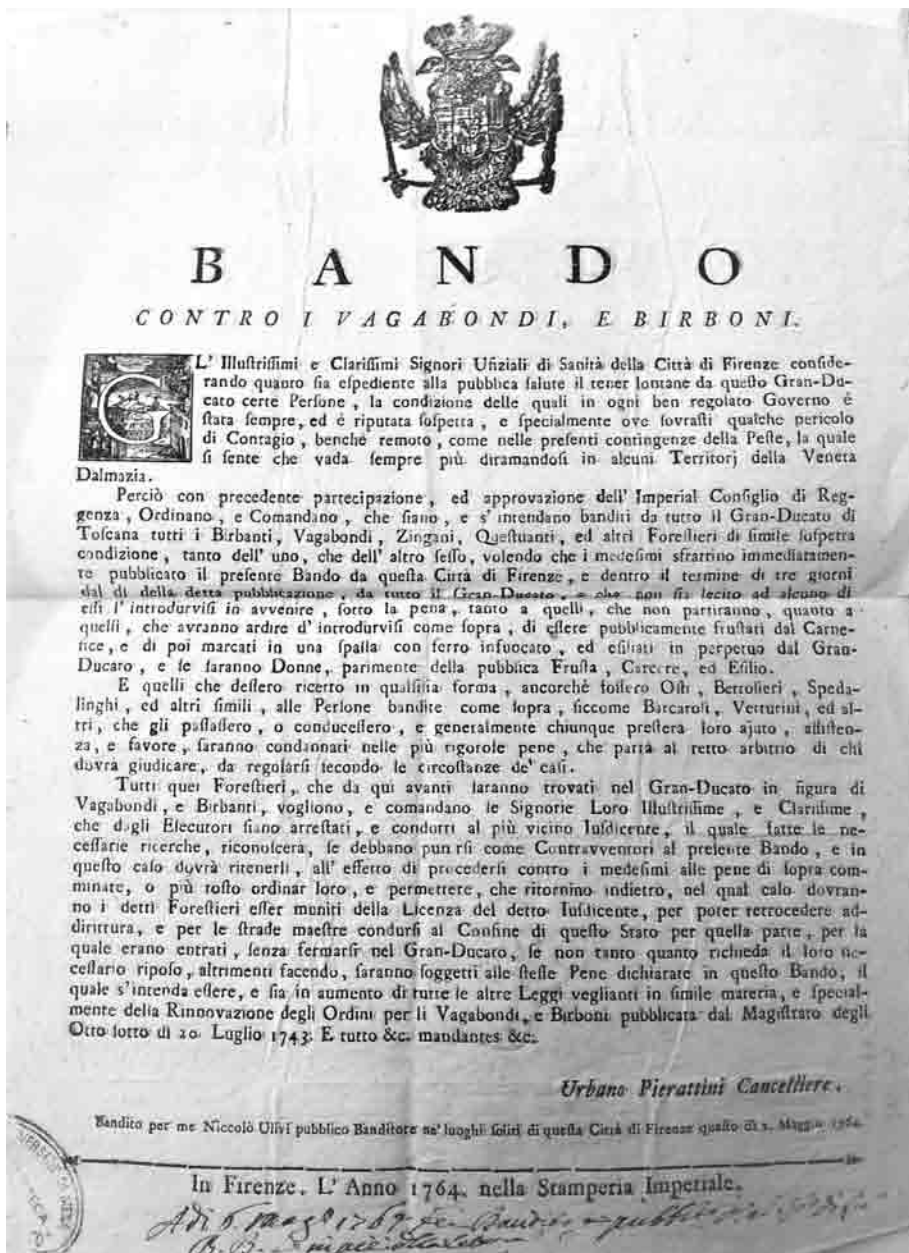 BANDO
CONTRO I VAGABONDI, E BIRBONI.
GL' Illuſtriſſimi e Clariſſimi Signori Ufiziali di Sanità della Città di Firenze conſide-
rando quanto ſia eſpediente alla pubblica ſalute il tener lontane da queſto Gran-Du-
cato certe Perſone, la condizione delle quali in ogni ben regolato Governo é
ſtata ſempre, ed é riputata ſoſpetta, e ſpecialmente ove ſovraſti qualche pericolo
di Contagio, benché remoto, come nelle preſenti contingenze della Peſte, la quale
ſi ſente che vada ſempre più diramandoſi in alcuni Territorj della Veneta
Dalmazia.
Perciò con precedente partecipazione, ed approvazione dell' Imperial Conſiglio di Reg-
genza, Ordinano, e Comandano, che ſiano, e s' intendano banditi da tutto il Gran-Ducato di
Toſcana tutti i Birbanti, Vagabondi, Zingani, Queſtuanti, ed altri Foreſtieri di ſimile ſoſpetta
condizione, tanto dell' uno, che dell' altro ſeſſo, volendo che i medeſimi sfrattino immediatamen-
te pubblicato il preſente Bando da queſta Città di Firenze, e dentro il termine di tre giorni
dal dì della detta pubblicazione, da tutto il Gran-Ducato, e che non ſia lecito ad alcuno di
eſſi l' introdurviſi in avvenire, ſotto la pena, tanto a quelli, che non partiranno, quanto a
quelli, che avranno ardire d' introdurviſi come ſopra, di eſſere pubblicamente fruſtati dal Carne-
fice, e di poi marcati in una ſpalla con ferro infuocato, ed eſiliati in perpetuo dal Gran-
Ducato, e ſe ſaranno Donne, parimente della pubblica Fruſta, Carcere, ed Eſilio.
E quelli che deſſero ricetto in qualſiſia forma, ancorché foſſero Oſti, Bettolieri, Speda-
linghi, ed altri ſimili, alle Perſone bandite come ſopra, ſiccome Barcaroli, Vetturini, ed al-
tri, che gli paſſaſſero, o conduceſſero, e generalmente chiunque preſterà loro ajuto, aſſiſten-
za, e favore, ſaranno condannati nelle più rigoroſe pene, che parrà al retto arbitrio di chi
dovrà giudicare, da regolarſi ſecondo le circoſtanze de' caſi.
Tutti quei Foreſtieri, che da qui avanti ſaranno trovati nel Gran-Ducato in figura di
Vagabondi, e Birbanti, vogliono, e comandano le Signorie Loro Illuſtriſſime, e Clariſſime,
che dagli Eſecutori ſiano arreſtati, e condotti al più vicino Iuſdicente, il quale fatte le ne-
ceſſarie ricerche, riconoſcerà, ſe debbano punirſi come Contravventori al preſente Bando, e in
queſto caſo dovrà ritenerli, all' effetto di procederſi contro i medeſimi alle pene di ſopra com-
minate, o più toſto ordinar loro, e permettere, che ritornino indietro, nel qual caſo dovran-
no i detti Foreſtieri eſſer muniti della Licenza del detto Iuſdicente, per poter retrocedere ad-
dirittura, e per le ſtrade maeſtre condurſi al Confine di queſto Stato per quella parte, per la
quale erano entrati, ſenza fermarſi nel Gran-Ducato, ſe non tanto quanto richieda il loro ne-
ceſſario ripoſo, altrimenti facendo, ſaranno ſoggetti alle ſteſſe Pene dichiarate in queſto Bando, il
quale s' intenda eſſere, e ſia in aumento di tutte le altre Leggi veglianti in ſimile materia, e ſpecial-
mente della Rinnovazione degli Ordini per li Vagabondi, e Birboni pubblicata dal Magiſtrato degli
Otto ſotto dì 20. Luglio 1743. E tutto &c. mandantes &c.
Urbano Pierattini Cancelliere.
Bandito per me Niccolò Ulivi pubblico Banditore ne' luoghi ſoliti di queſta Città di Firenze queſto dì 2. Maggio 1764.
In Firenze. L' Anno 1764. nella Stamperia Imperiale.